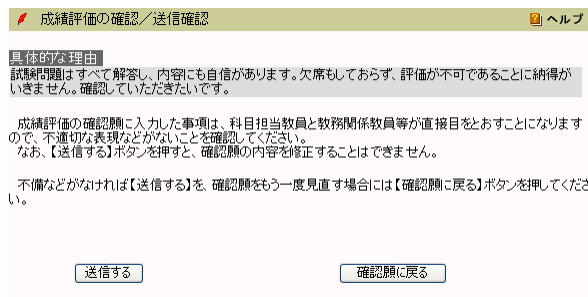 成績評価の確認／送信確認
ヘルプ
具体的な理由
試験問題はすべて解答し、内容にも自信があります。欠席もしておらず、評価が不可であることに納得が
いきません。確認していただきたいです。
成績評価の確認願に入力した事項は、科目担当教員と教務関係教員等が直接目をとおすことになります
ので、不適切な表現などがないことを確認してください。
なお、【送信する】ボタンを押すと、確認願の内容を修正することはできません。
不備などがなければ【送信する】を、確認願をもう一度見直す場合には【確認願に戻る】ボタンを押してくださ
い。
送信する
確認願に戻る